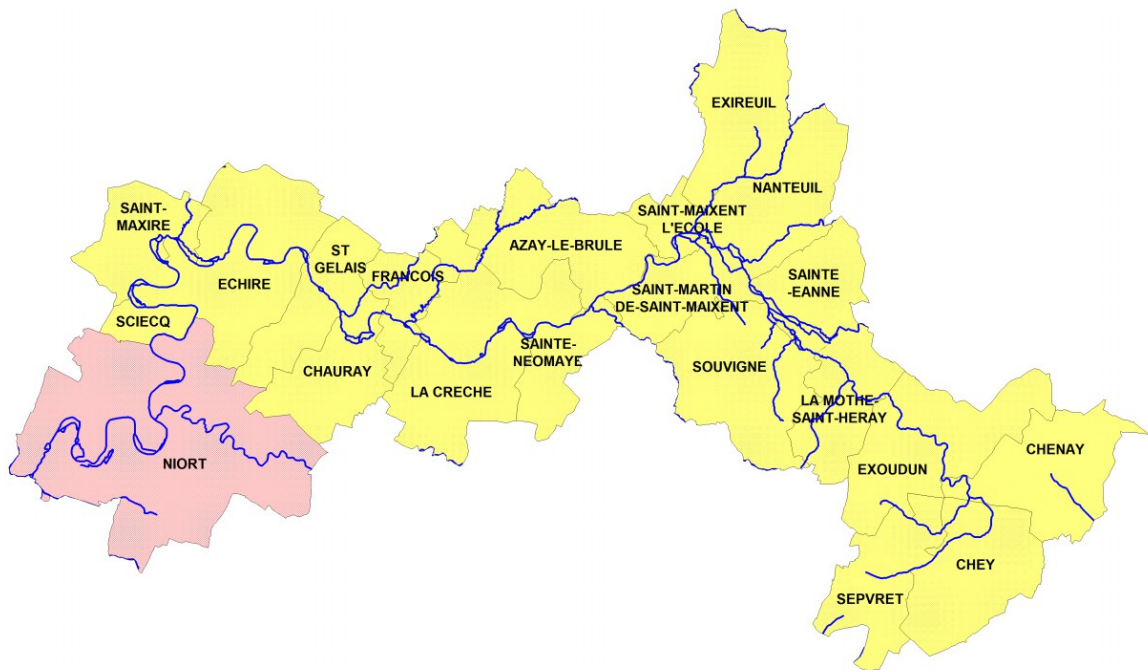 EXIREUIL
NANTEUIL
SAINT-
MAXIRE
SAINT-MAIXENT
L'ECOLE
ST
GELAIS
AZAY-LE-BRULE
FRANCOIS
ECHIRE
SAINTE
-EANNE
SAINT-MARTIN
DE-SAINT-MAIXENT
SCIECQ
SAINTE-
NEOMAYE
CHAURAY
SOUVIGNE
LA CRECHE
LA MOTHE-
SAINT-HERAY
CHENAY
NIORT
EXOUDUN
CHEY
SEPVRET